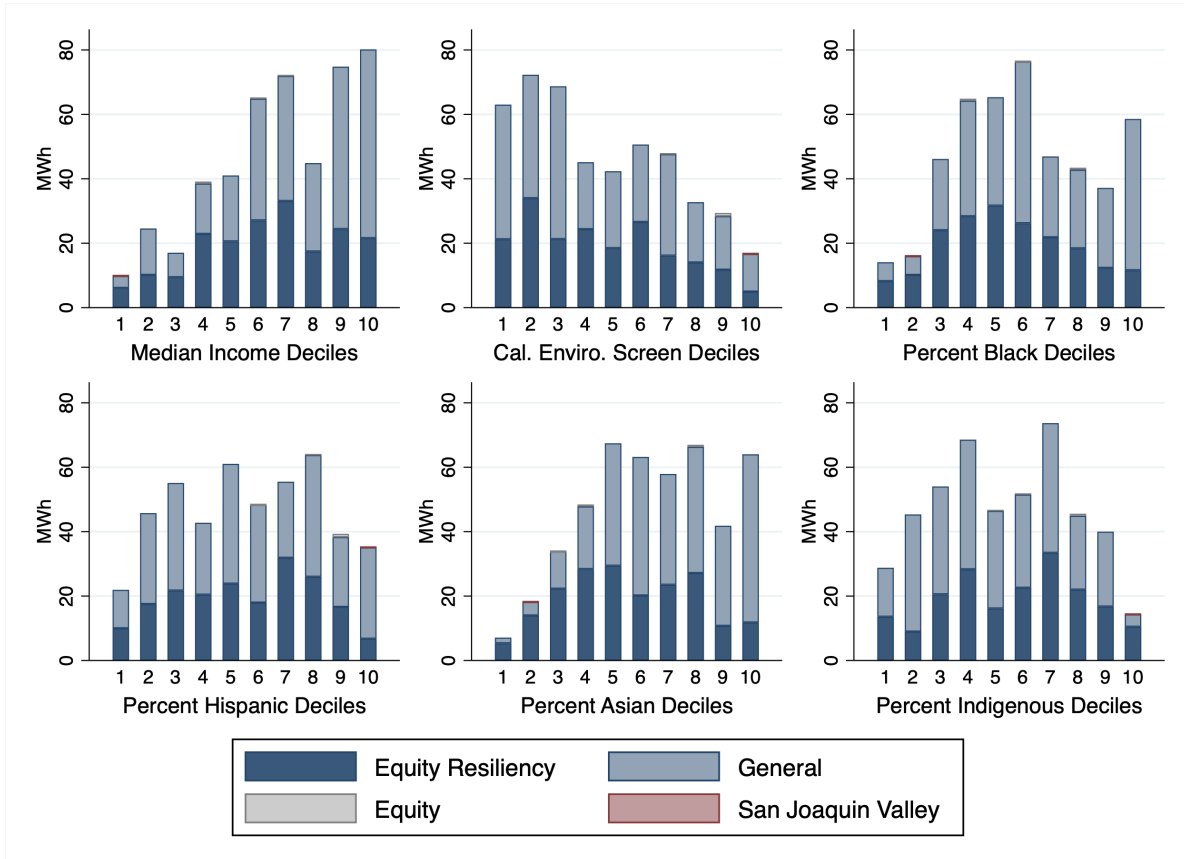 MWh
0 20 40 60 80
1 2 3 4 5 6 7 8 9 10
Median Income Deciles
MWh
0 20 40 60 80
1 2 3 4 5 6 7 8 9 10
Cal. Enviro. Screen Deciles
MWh
0 20 40 60 80
1 2 3 4 5 6 7 8 9 10
Percent Black Deciles
MWh
0 20 40 60 80
1 2 3 4 5 6 7 8 9 10
Percent Hispanic Deciles
MWh
0 20 40 60 80
1 2 3 4 5 6 7 8 9 10
Percent Asian Deciles
MWh
0 20 40 60 80
1 2 3 4 5 6 7 8 9 10
Percent Indigenous Deciles
Equity Resiliency
General
Equity
San Joaquin Valley